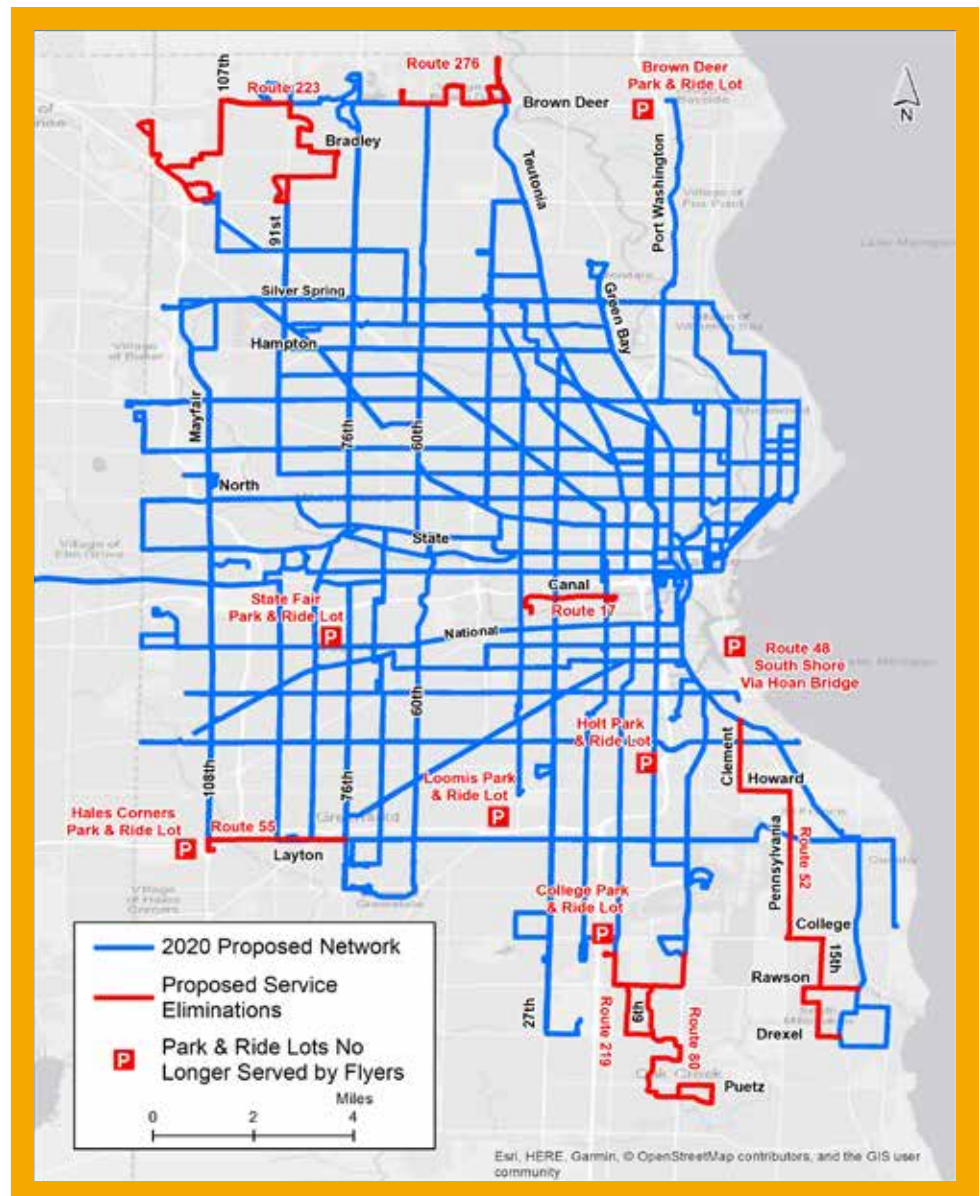 107th
Route 223
Route 276
Brown Deer
Park & Ride Lot
Brown Deer
N
Bradley
Teutonia
Port Washington
91st
Silver Spring
Green Bay
Hampton
Mayfair
76th
60th
North
State
Canal
Route 17
State Fair
Park & Ride Lot
National
Route 48
South Shore
Via Hoan Bridge
60th
Holt Park
& Ride Lot
Clement
Howard
108th
76th
Loomis Park
& Ride Lot
Hales Corners
Park & Ride Lot
Route 55
Layton
Pennsylvania
Route 52
College Park
& Ride Lot
College
15th
Rawson
27th
Route 219
6th
Route 80
Drexel
Puetz
2020 Proposed Network
Proposed Service
Eliminations
P Park & Ride Lots No
Longer Served by Flyers
Miles
0 2 4
Esri, HERE, Garmin, © OpenStreetMap contributors, and the GIS user
community